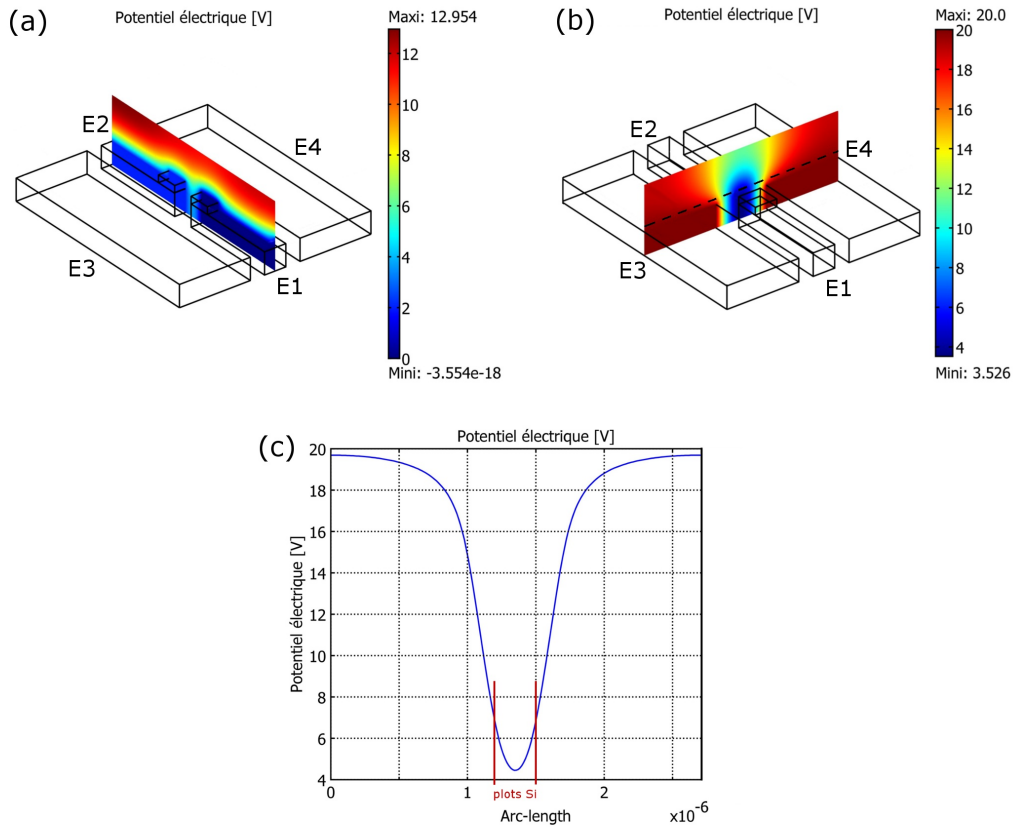 (a)
Potentiel électrique [V]
Maxi: 12.954
12
10
8
6
4
2
0
Mini: -3.554e-18
E2
E4
E3
E1
(b)
Potentiel électrique [V]
Maxi: 20.0
20
18
16
14
12
10
8
6
4
Mini: 3.526
E2
E4
E3
E1
(c)
Potentiel électrique [V]
Potentiel électrique [V]
20
18
16
14
12
10
8
6
4
0
1
2
x10⁻⁶
plots Si
Arc-length